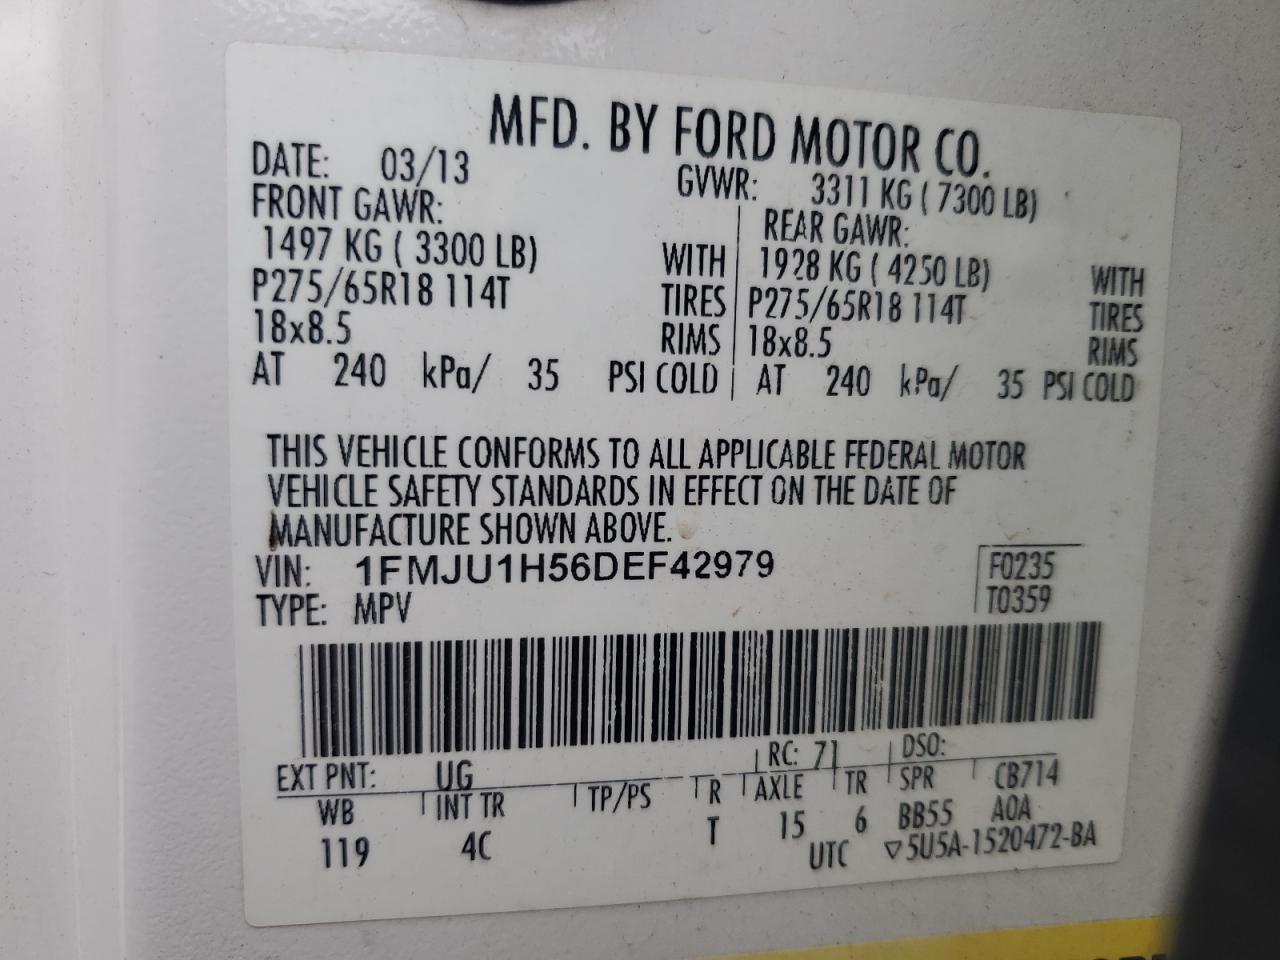 MFD. BY FORD MOTOR CO.
DATE: 03/13 GVWR: 3311 KG ( 7300 LB)
FRONT GAWR: REAR GAWR:
1497 KG ( 3300 LB) WITH 1928 KG ( 4250 LB) WITH
P275/65R18 114T TIRES P275/65R18 114T TIRES
18x8.5 RIMS 18x8.5 RIMS
AT 240 kPa/ 35 PSI COLD AT 240 kPa/ 35 PSI COLD
THIS VEHICLE CONFORMS TO ALL APPLICABLE FEDERAL MOTOR
VEHICLE SAFETY STANDARDS IN EFFECT ON THE DATE OF
MANUFACTURE SHOWN ABOVE.
VIN: 1FMJU1H56DEF42979 F0235
TYPE: MPV T0359
EXT PNT: UG RC: 71 DSO:
WB INT TR TP/PS R AXLE TR SPR CB714
119 4C T 15 6 BB55 A0A
UTC ▽5U5A-1520472-BA